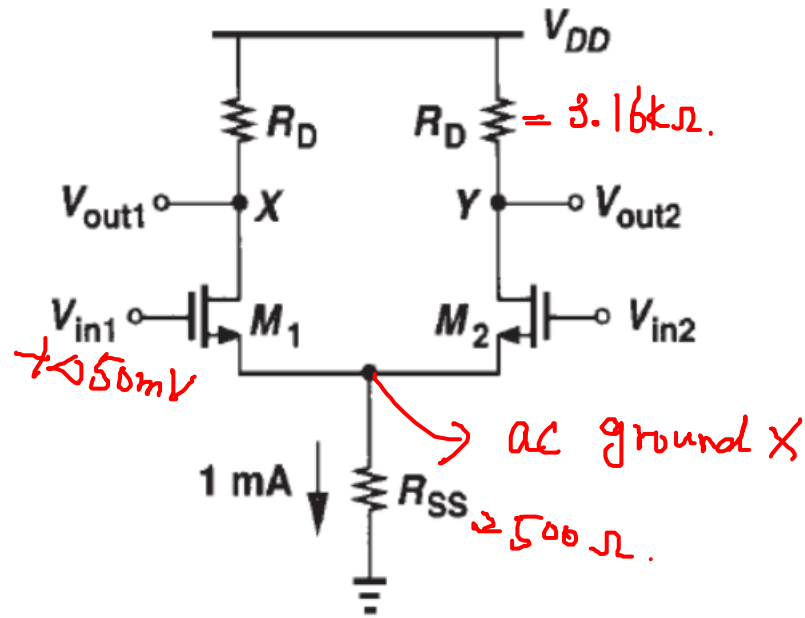 V_DD
R_D
R_D = 3.16kΩ.
V_out1
X
Y
V_out2
V_in1
M_1
M_2
V_in2
50mV
ac ground X
1 mA
R_SS = 500 Ω.